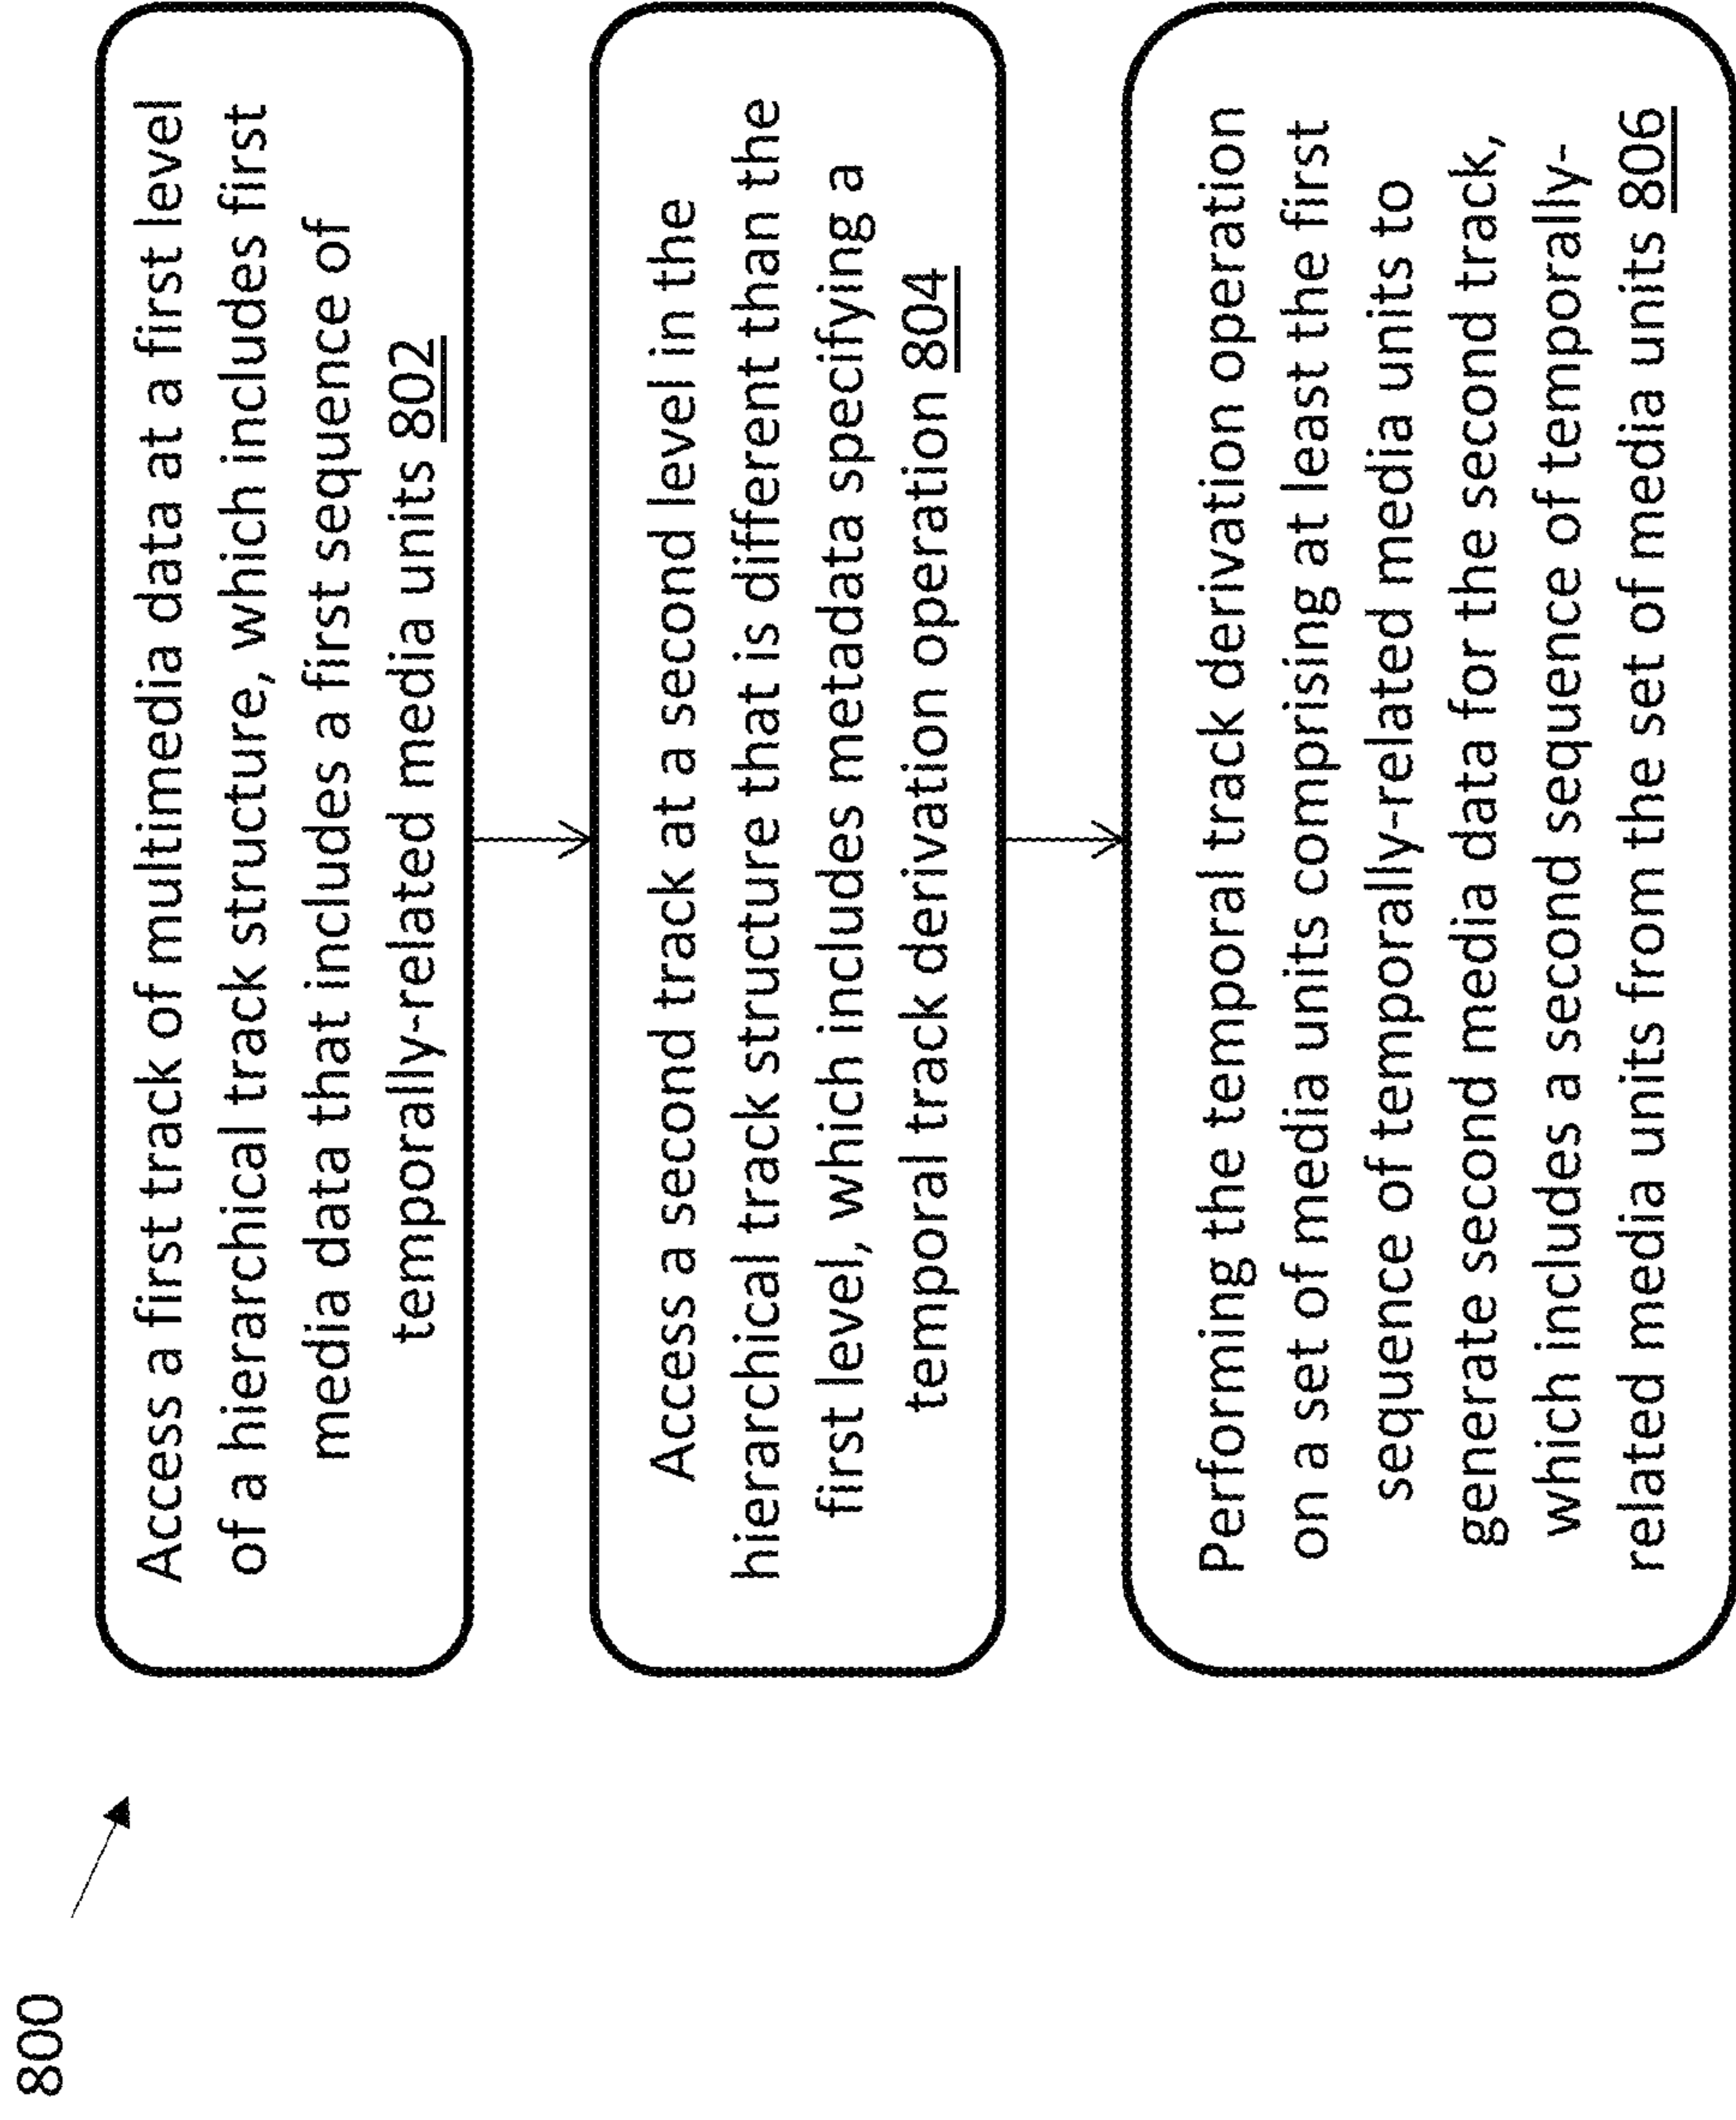 800
Access a first track of multimedia data at a first level
of a hierarchical track structure, which includes first
media data that includes a first sequence of
temporally-related media units 802
Access a second track at a second level in the
hierarchical track structure that is different than the
first level, which includes metadata specifying a
temporal track derivation operation 804
Performing the temporal track derivation operation
on a set of media units comprising at least the first
sequence of temporally-related media units to
generate second media data for the second track,
which includes a second sequence of temporally-
related media units from the set of media units 806